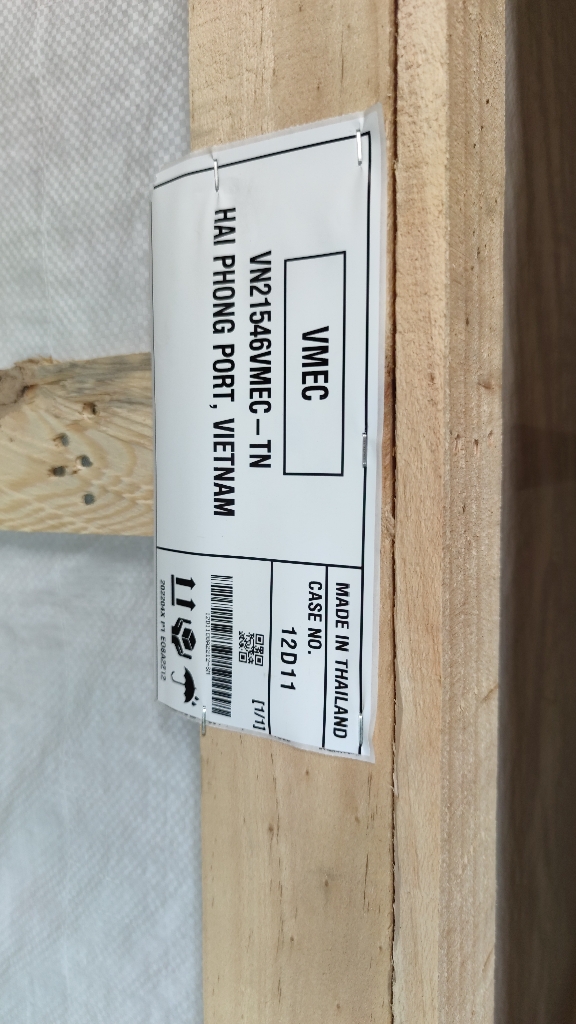 VMEC
VN21546VMEC-TN
HAI PHONG PORT, VIETNAM
MADE IN THAILAND
CASE NO.
12D11
[1/1]